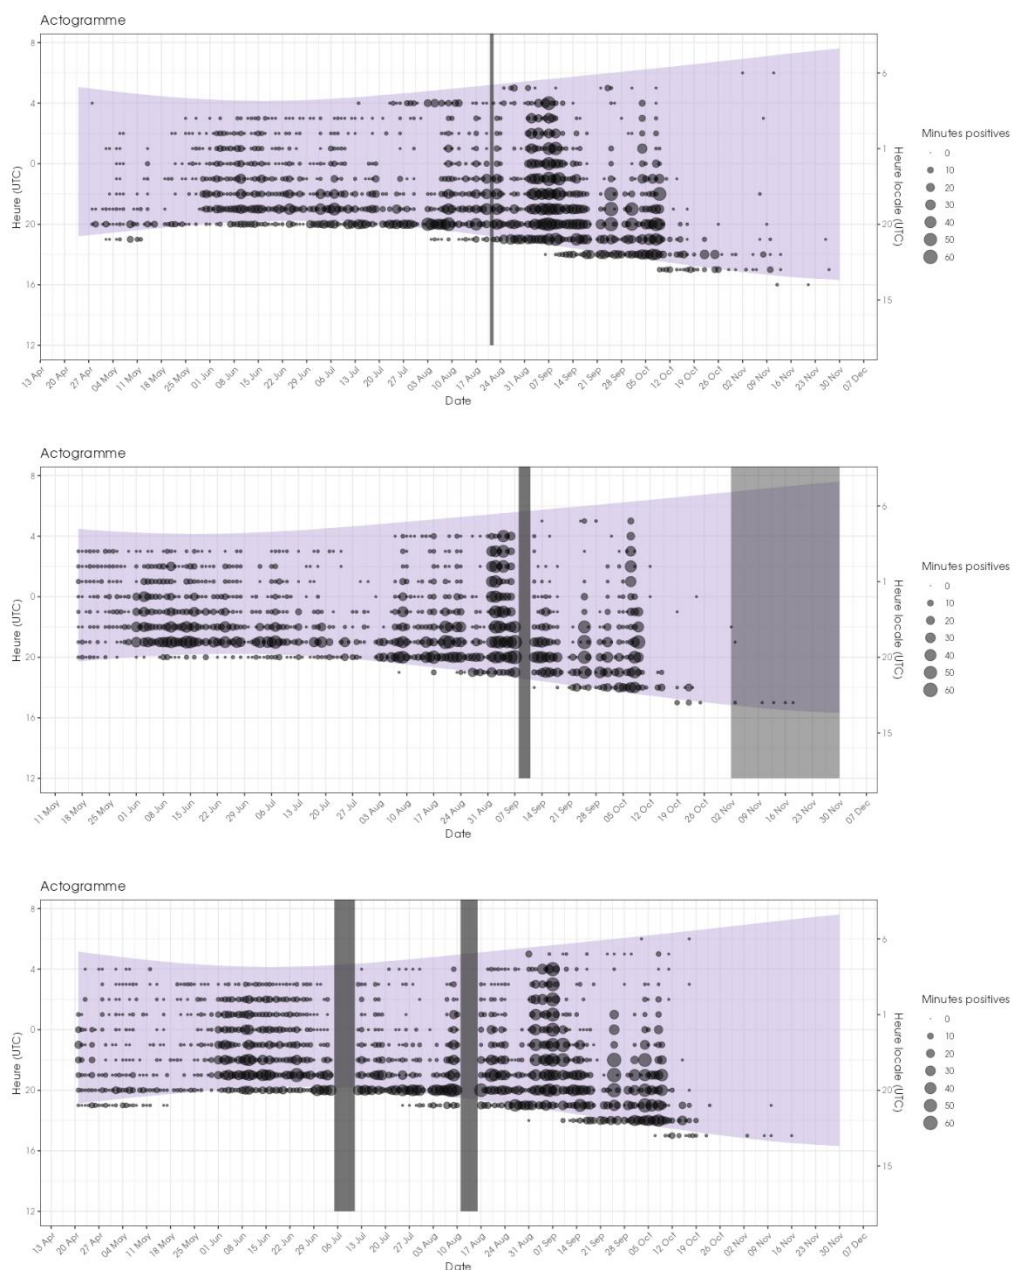 Actogramme
8
4
0
20
16
12
Heure (UTC)
6
1
20
15
Heure locale (UTC)
13 Apr
20 Apr
27 Apr
04 May
11 May
18 May
25 May
01 Jun
08 Jun
15 Jun
22 Jun
29 Jun
06 Jul
13 Jul
20 Jul
27 Jul
03 Aug
10 Aug
17 Aug
24 Aug
31 Aug
07 Sep
14 Sep
21 Sep
28 Sep
05 Oct
12 Oct
19 Oct
26 Oct
02 Nov
09 Nov
16 Nov
23 Nov
30 Nov
07 Dec
Date
Minutes positives
0
10
20
30
40
50
60
Actogramme
8
4
0
20
16
12
Heure (UTC)
6
1
20
15
Heure locale (UTC)
11 May
18 May
25 May
01 Jun
08 Jun
15 Jun
22 Jun
29 Jun
06 Jul
13 Jul
20 Jul
27 Jul
03 Aug
10 Aug
17 Aug
24 Aug
31 Aug
07 Sep
14 Sep
21 Sep
28 Sep
05 Oct
12 Oct
19 Oct
26 Oct
02 Nov
09 Nov
16 Nov
23 Nov
30 Nov
07 Dec
Date
Minutes positives
0
10
20
30
40
50
60
Actogramme
8
4
0
20
16
12
Heure (UTC)
6
1
20
15
Heure locale (UTC)
13 Apr
20 Apr
27 Apr
04 May
11 May
18 May
25 May
01 Jun
08 Jun
15 Jun
22 Jun
29 Jun
06 Jul
13 Jul
20 Jul
27 Jul
03 Aug
10 Aug
17 Aug
24 Aug
31 Aug
07 Sep
14 Sep
21 Sep
28 Sep
05 Oct
12 Oct
19 Oct
26 Oct
02 Nov
09 Nov
16 Nov
23 Nov
30 Nov
07 Dec
Date
Minutes positives
0
10
20
30
40
50
60